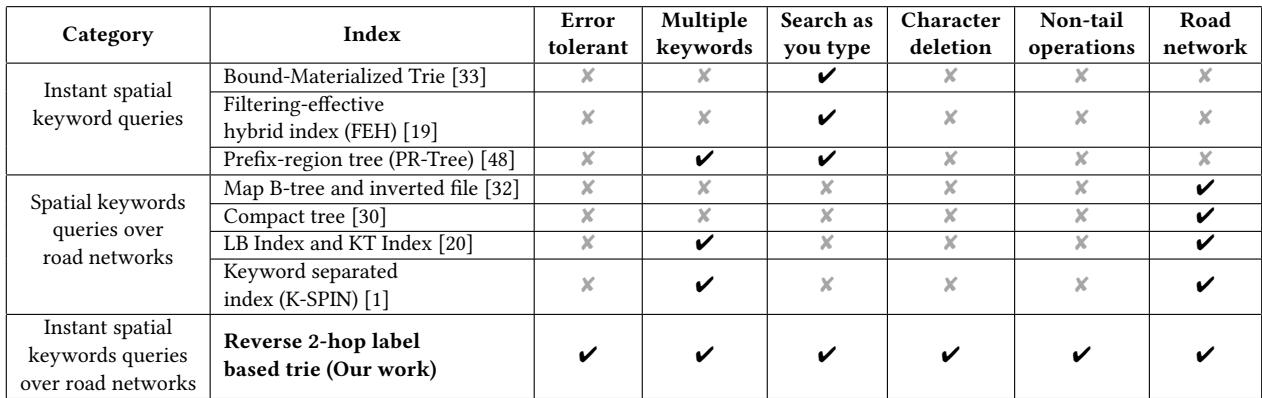 Category Index Error tolerant Multiple keywords Search as you type Character deletion Non-tail operations Road network
Instant spatial keyword queries
Bound-Materialized Trie [33] ✘ ✘ ✔ ✘ ✘ ✘
Filtering-effective
hybrid index (FEH) [19] ✘ ✘ ✔ ✘ ✘ ✘
Prefix-region tree (PR-Tree) [48] ✘ ✔ ✔ ✘ ✘ ✘
Spatial keywords
queries over
road networks
Map B-tree and inverted file [32] ✘ ✘ ✘ ✘ ✘ ✔
Compact tree [30] ✘ ✘ ✘ ✘ ✘ ✔
LB Index and KT Index [20] ✘ ✔ ✘ ✘ ✘ ✔
Keyword separated
index (K-SPIN) [1] ✘ ✔ ✘ ✘ ✘ ✔
Instant spatial
keywords queries
over road networks
Reverse 2-hop label
based trie (Our work) ✔ ✔ ✔ ✔ ✔ ✔